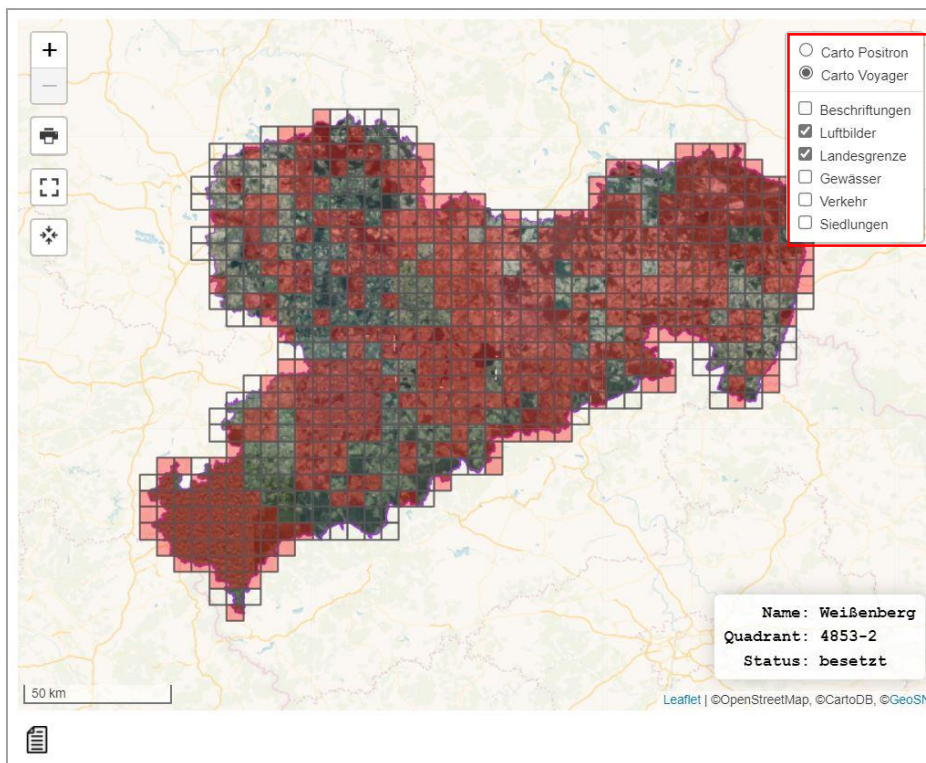 +
−
Carto Positron
Carto Voyager
Beschriftungen
Luftbilder
Landesgrenze
Gewässer
Verkehr
Siedlungen
Name: Weißenberg
Quadrant: 4853-2
Status: besetzt
50 km
Leaflet | ©OpenStreetMap, ©CartoDB, ©GeoSN